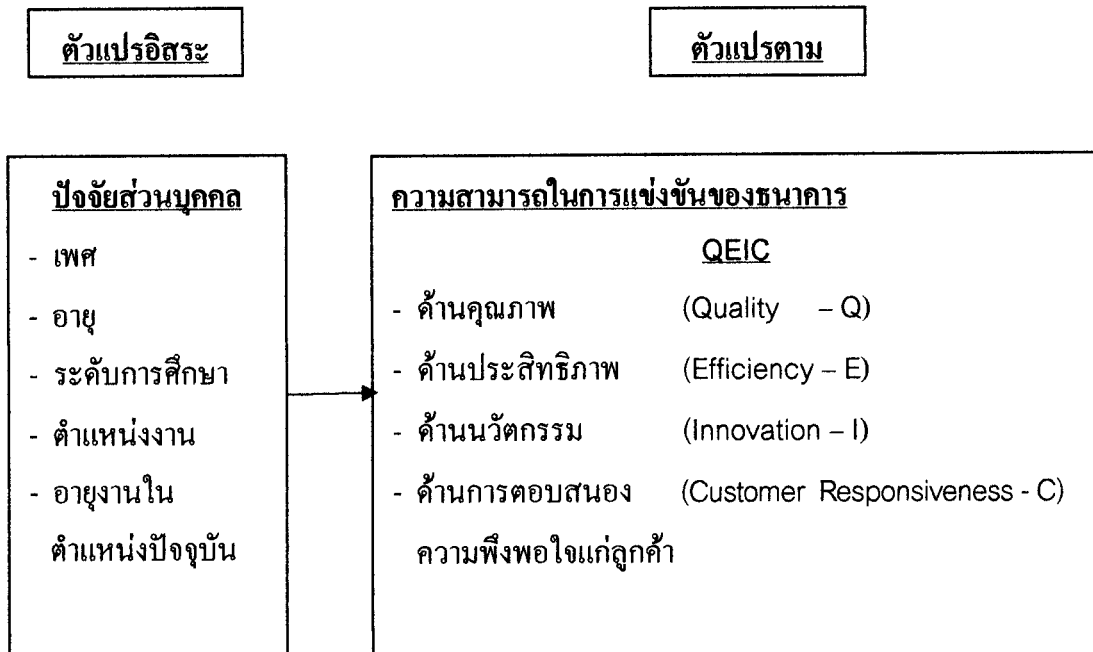 ตัวแปรอิสระ
ตัวแปรตาม
ปัจจัยส่วนบุคคล
- เพศ
- อายุ
- ระดับการศึกษา
- ตำแหน่งงาน
- อายุงานใน
ตำแหน่งปัจจุบัน
ความสามารถในการแข่งขันของธนาคาร
QEIC
- ด้านคุณภาพ (Quality – Q)
- ด้านประสิทธิภาพ (Efficiency – E)
- ด้านนวัตกรรม (Innovation – I)
- ด้านการตอบสนอง (Customer Responsiveness - C)
ความพึงพอใจแก่ลูกค้า